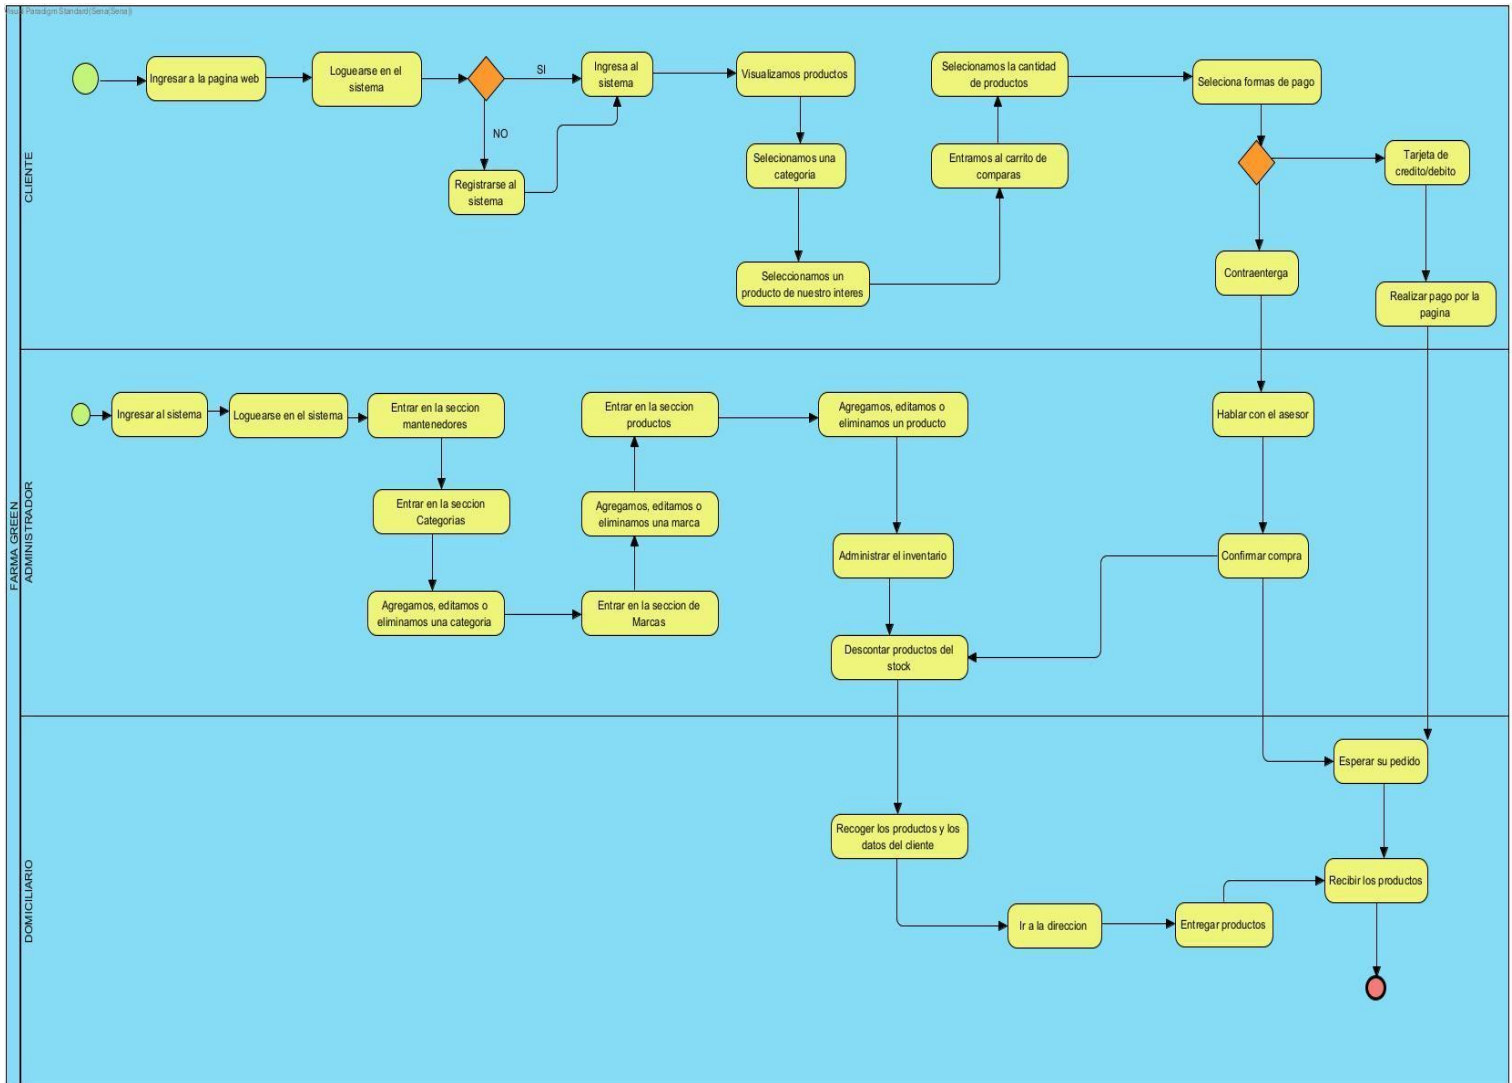 Visual Paradigm Standard(Sena(Sena))
FARMA GREEN
CLIENTE
Ingresar a la pagina web
Loguearse en el
sistema
SI
NO
Registrarse al
sistema
Ingresa al
sistema
Visualizamos productos
Selecionamos una
categoria
Seleccionamos un
producto de nuestro interes
Entramos al carrito de
comparas
Selecionamos la cantidad
de productos
Seleciona formas de pago
Tarjeta de
credito/debito
Contraenterga
Realizar pago por la
pagina
ADMINISTRADOR
Ingresar al sistema
Loguearse en el sistema
Entrar en la seccion
mantenedores
Entrar en la seccion
Categorias
Agregamos, editamos o
eliminamos una categoria
Entrar en la seccion de
Marcas
Agregamos, editamos o
eliminamos una marca
Entrar en la seccion
productos
Agregamos, editamos o
eliminamos un producto
Administrar el inventario
Descontar productos del
stock
Hablar con el asesor
Confirmar compra
DOMICILIARIO
Esperar su pedido
Recoger los productos y los
datos del cliente
Ir a la direccion
Entregar productos
Recibir los productos